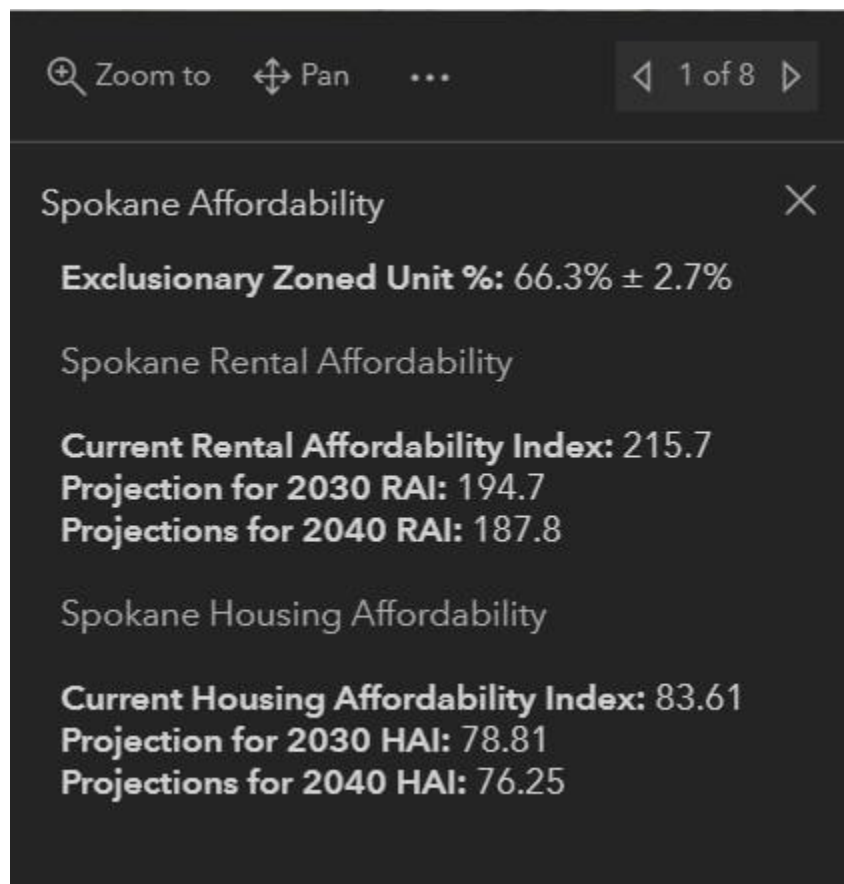 Zoom to Pan ... 1 of 8
Spokane Affordability
Exclusionary Zoned Unit %: 66.3% ± 2.7%
Spokane Rental Affordability
Current Rental Affordability Index: 215.7
Projection for 2030 RAI: 194.7
Projections for 2040 RAI: 187.8
Spokane Housing Affordability
Current Housing Affordability Index: 83.61
Projection for 2030 HAI: 78.81
Projections for 2040 HAI: 76.25